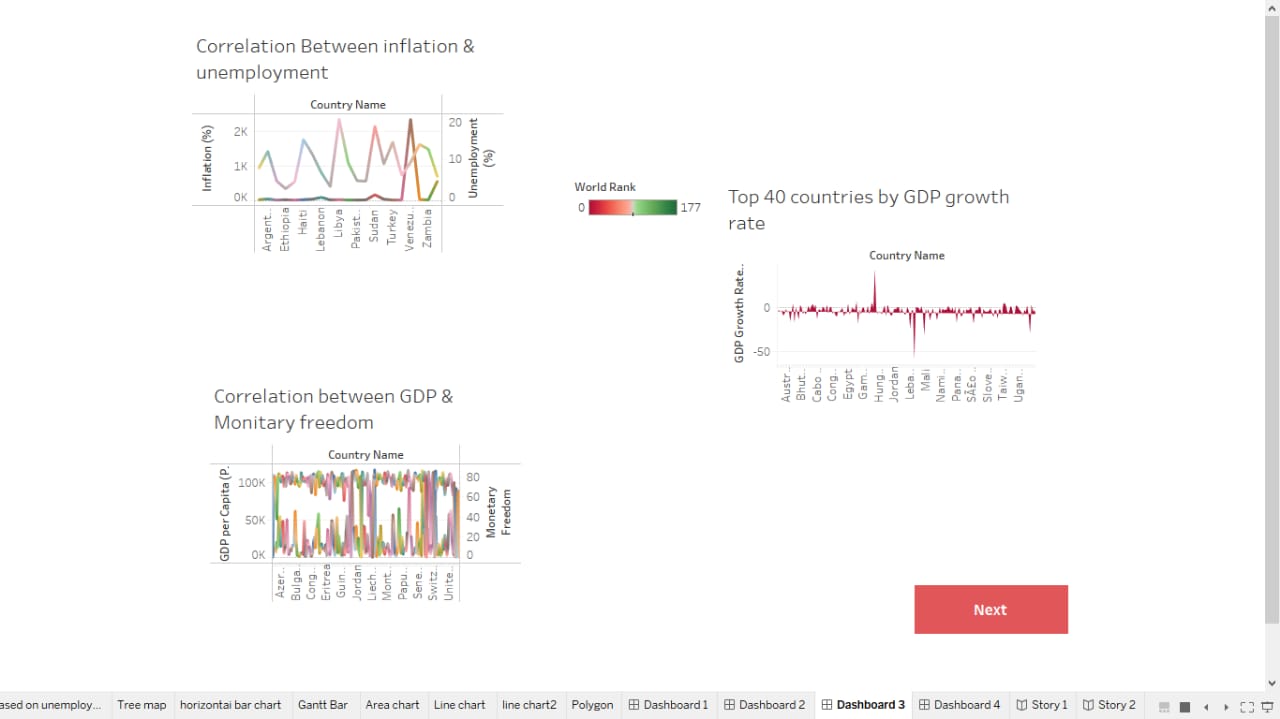 Correlation Between inflation &
unemployment
Country Name
Inflation (%)
2K
1K
0K
20
10
0
Unemployment
(%)
Argent..
Ethiopia
Haiti
Lebanon
Libya
Pakist..
Sudan
Turkey
Venezu..
Zambia
World Rank
0
177
Top 40 countries by GDP growth
rate
Country Name
GDP Growth Rate..
0
-50
Austr..
Bhut..
Cabo ..
Cong..
Egypt
Gam..
Hung..
Jordan
Leba..
Mali
Nami..
Pana..
SÃ£o ..
Slove..
Taiw..
Ugan..
Correlation between GDP &
Monitary freedom
Country Name
GDP per Capita (P..
100K
50K
0K
80
60
40
20
0
Monetary
Freedom
Azer..
Bulga..
Cong..
Eritrea
Guin..
Jordan
Liech..
Mont..
Papu..
Sene..
Switz..
Unite..
Next
ased on unemploy...
Tree map
horizontai bar chart
Gantt Bar
Area chart
Line chart
line chart2
Polygon
Dashboard 1
Dashboard 2
Dashboard 3
Dashboard 4
Story 1
Story 2